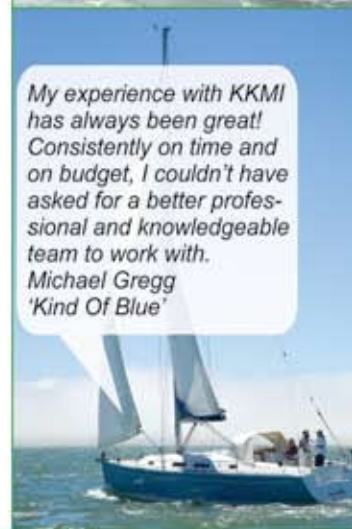 My experience with KKMI
has always been great!
Consistently on time and
on budget, I couldn't have
asked for a better profes-
sional and knowledgeable
team to work with.
Michael Gregg
'Kind Of Blue'